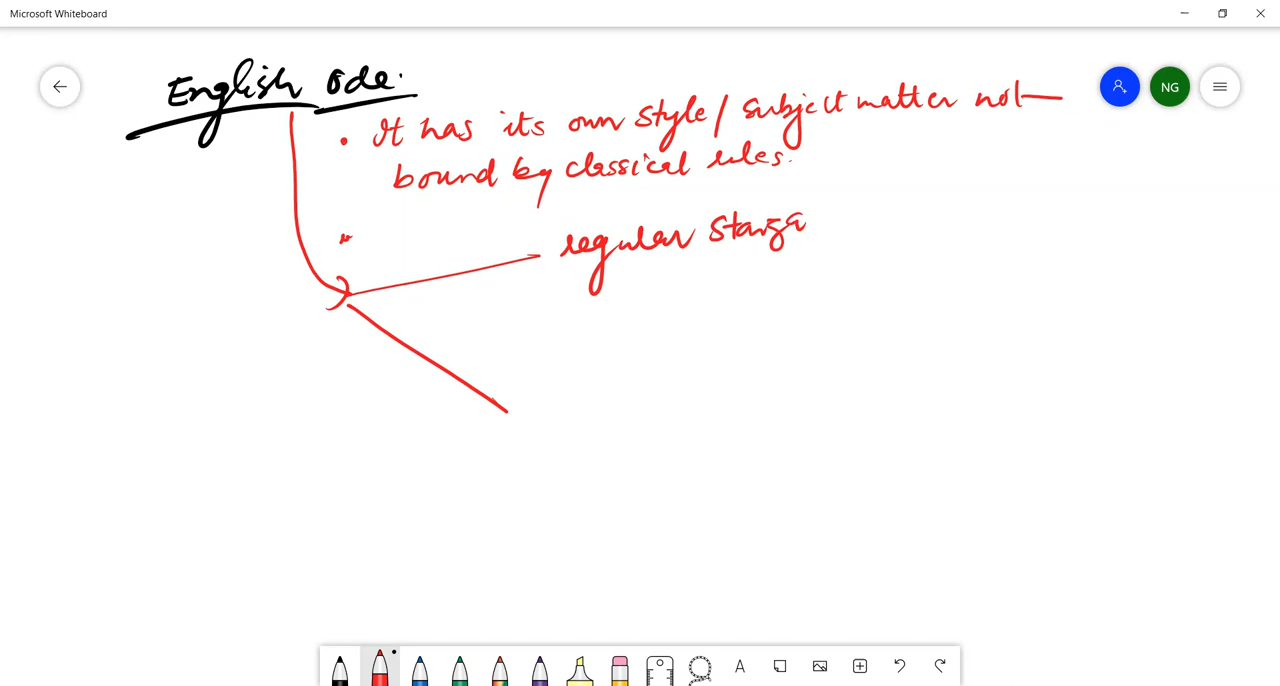 Microsoft Whiteboard
NG
English Ode.
• It has its own style/subject matter not
bound by classical rules.
regular Stanza
A